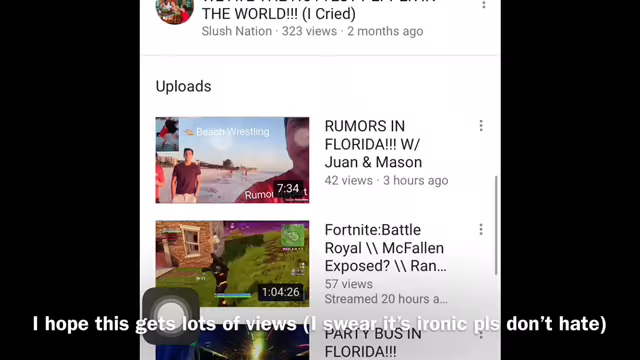 THE WORLD!!! (I Cried)
Slush Nation · 323 views · 2 months ago
Uploads
Beach Wrestling
7:34
RUMORS IN
FLORIDA!!! W/
Juan & Mason
42 views · 3 hours ago
1:04:26
Fortnite:Battle
Royal \\ McFallen
Exposed? \\ Ran...
57 views
Streamed 20 hours a...
I hope this gets lots of views (I swear it's ironic pls don't hate)
PARTY BUS IN
FLORIDA!!!